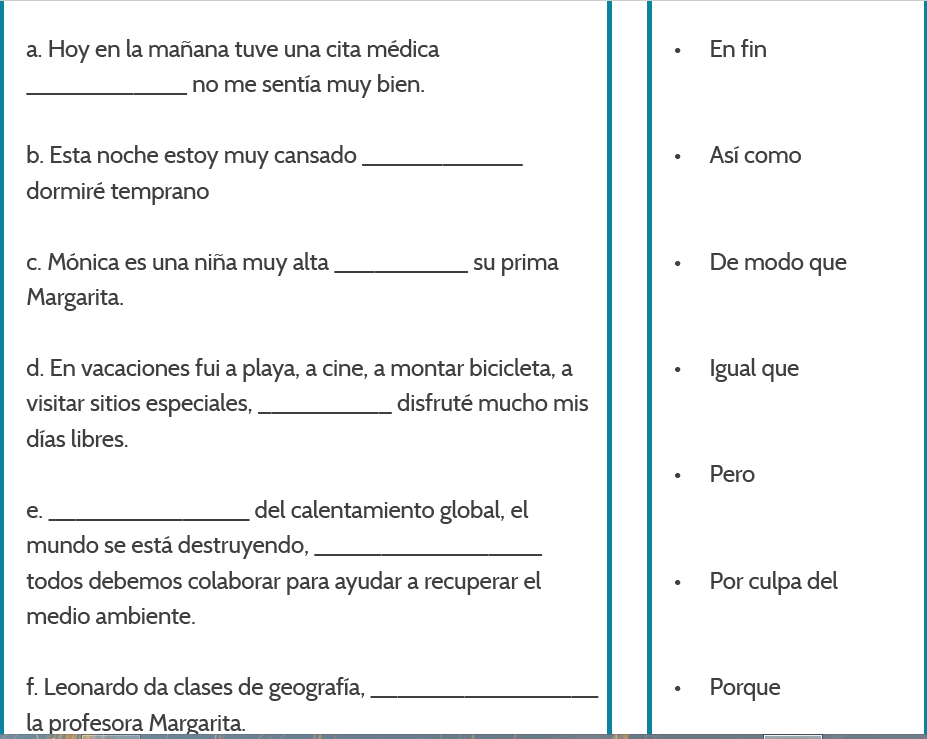 a. Hoy en la mañana tuve una cita médica
____________ no me sentía muy bien.
b. Esta noche estoy muy cansado ____________
dormiré temprano
c. Mónica es una niña muy alta __________ su prima
Margarita.
d. En vacaciones fui a playa, a cine, a montar bicicleta, a
visitar sitios especiales, __________ disfruté mucho mis
días libres.
e. _______________ del calentamiento global, el
mundo se está destruyendo, _________________
todos debemos colaborar para ayudar a recuperar el
medio ambiente.
f. Leonardo da clases de geografía, _________________
la profesora Margarita.
• En fin
• Así como
• De modo que
• Igual que
• Pero
• Por culpa del
• Porque